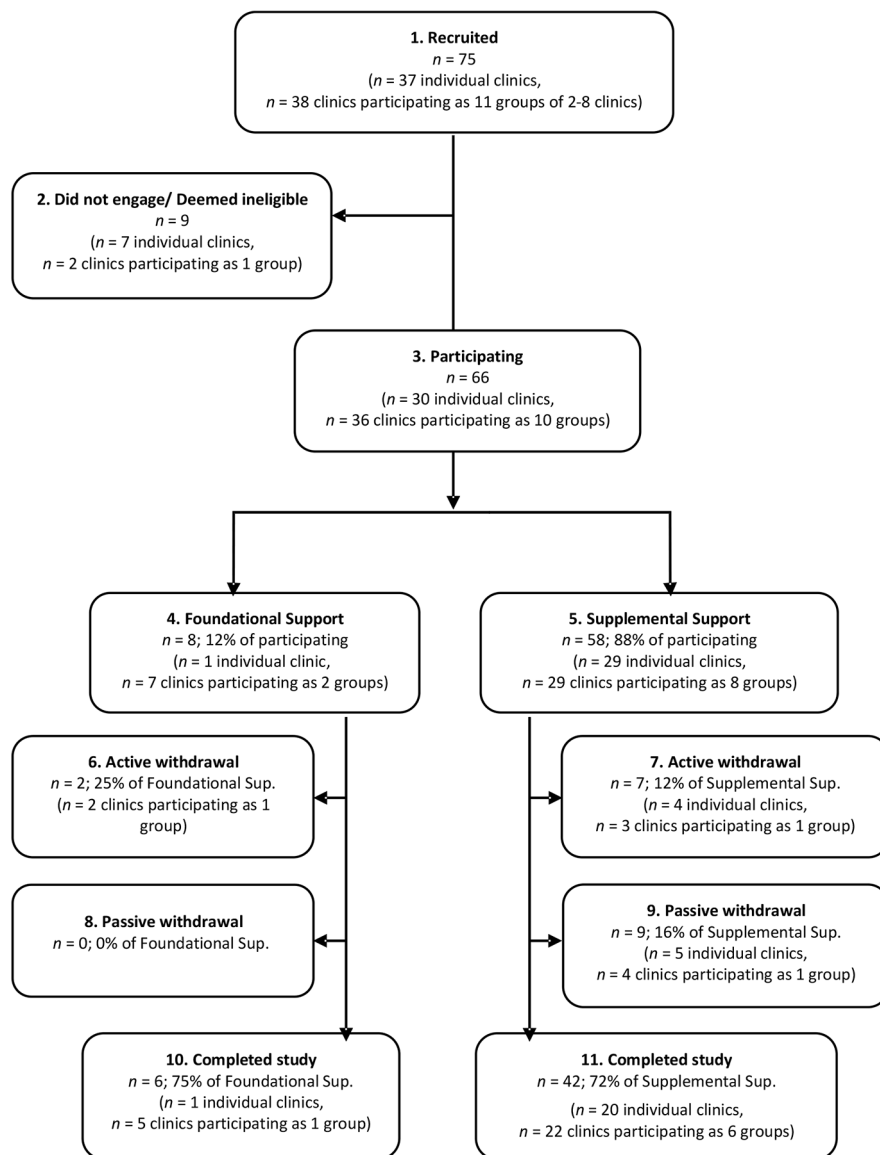 1. Recruited
n = 75
(n = 37 individual clinics,
n = 38 clinics participating as 11 groups of 2-8 clinics)
2. Did not engage/ Deemed ineligible
n = 9
(n = 7 individual clinics,
n = 2 clinics participating as 1 group)
3. Participating
n = 66
(n = 30 individual clinics,
n = 36 clinics participating as 10 groups)
4. Foundational Support
n = 8; 12% of participating
(n = 1 individual clinic,
n = 7 clinics participating as 2 groups)
5. Supplemental Support
n = 58; 88% of participating
(n = 29 individual clinics,
n = 29 clinics participating as 8 groups)
6. Active withdrawal
n = 2; 25% of Foundational Sup.
(n = 2 clinics participating as 1
group)
7. Active withdrawal
n = 7; 12% of Supplemental Sup.
(n = 4 individual clinics,
n = 3 clinics participating as 1 group)
8. Passive withdrawal
n = 0; 0% of Foundational Sup.
9. Passive withdrawal
n = 9; 16% of Supplemental Sup.
(n = 5 individual clinics,
n = 4 clinics participating as 1 group)
10. Completed study
n = 6; 75% of Foundational Sup.
(n = 1 individual clinics,
n = 5 clinics participating as 1 group)
11. Completed study
n = 42; 72% of Supplemental Sup.
(n = 20 individual clinics,
n = 22 clinics participating as 6 groups)